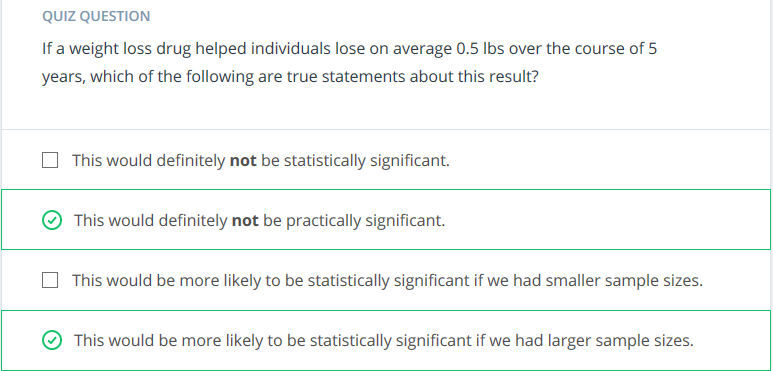 QUIZ QUESTION
If a weight loss drug helped individuals lose on average 0.5 lbs over the course of 5
years, which of the following are true statements about this result?
This would definitely not be statistically significant.
This would definitely not be practically significant.
This would be more likely to be statistically significant if we had smaller sample sizes.
This would be more likely to be statistically significant if we had larger sample sizes.